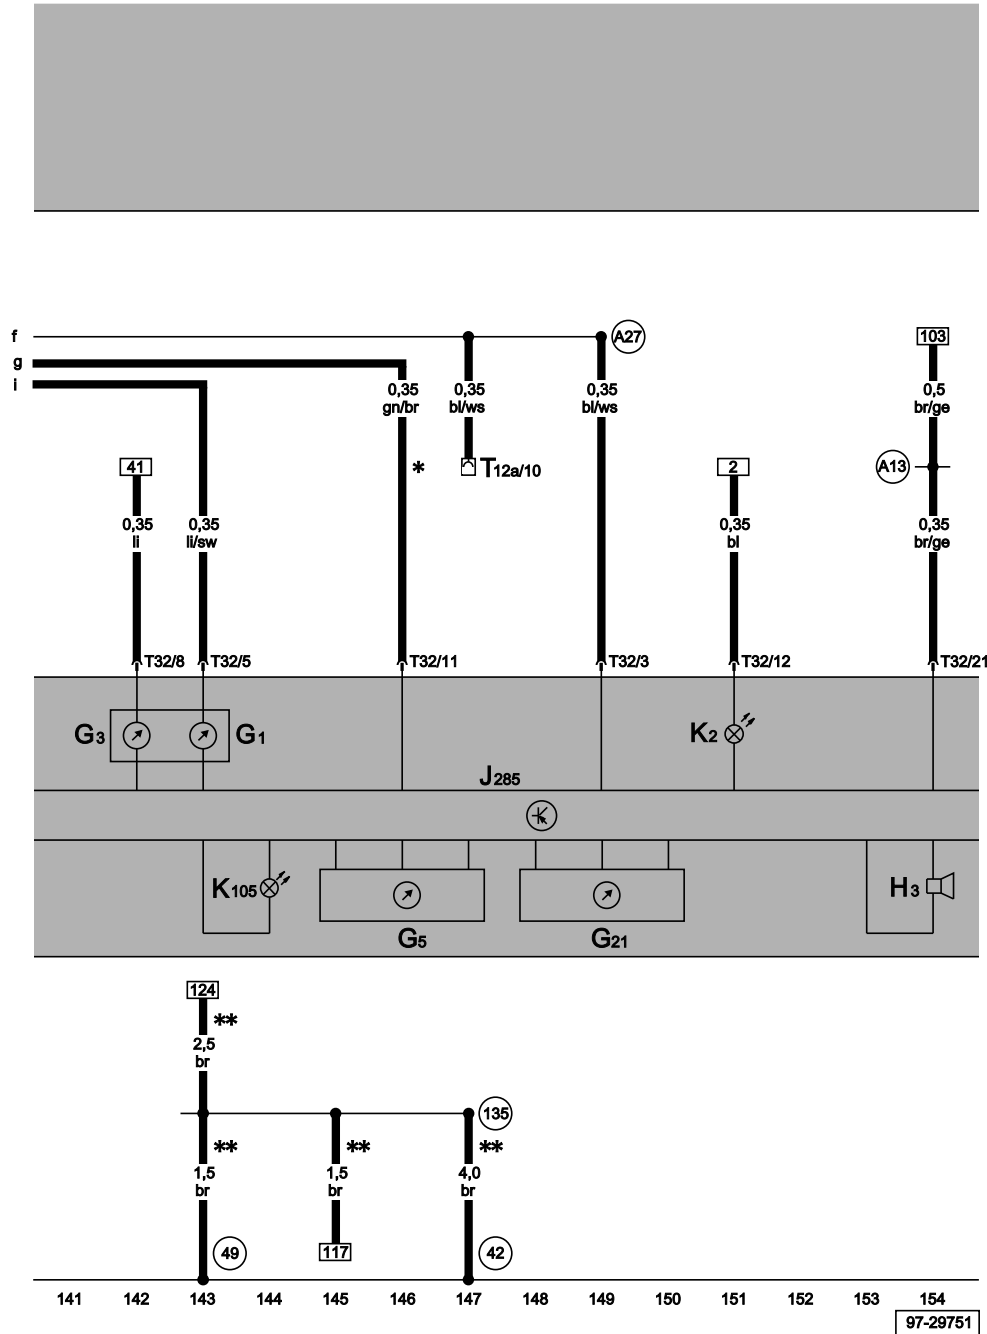 f
A27
103
g
i
0,35
gn/br
0,35
bl/ws
0,35
bl/ws
0,5
br/ge
41
*
T12a/10
2
A13
0,35
li
0,35
li/sw
0,35
bl
0,35
br/ge
T32/8
T32/5
T32/11
T32/3
T32/12
T32/21
G3
G1
K2
J285
K105
H3
G5
G21
124
**
2,5
br
135
**
**
**
1,5
br
1,5
br
4,0
br
49
117
42
141 142 143 144 145 146 147 148 149 150 151 152 153 154
97-29751